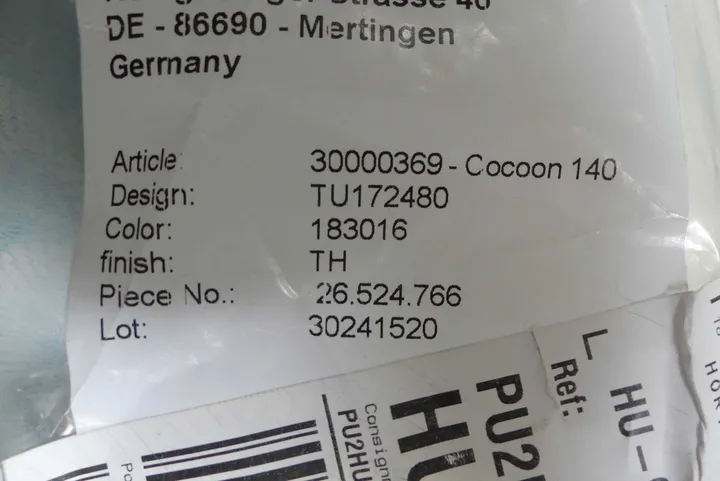 DE - 86690 - Mertingen
Germany
Article: 30000369 - Cocoon 140
Design: TU172480
Color: 183016
finish: TH
Piece No.: 26.524.766
Lot: 30241520
L
Ref:
HU-
PU2
HU
PU2HU